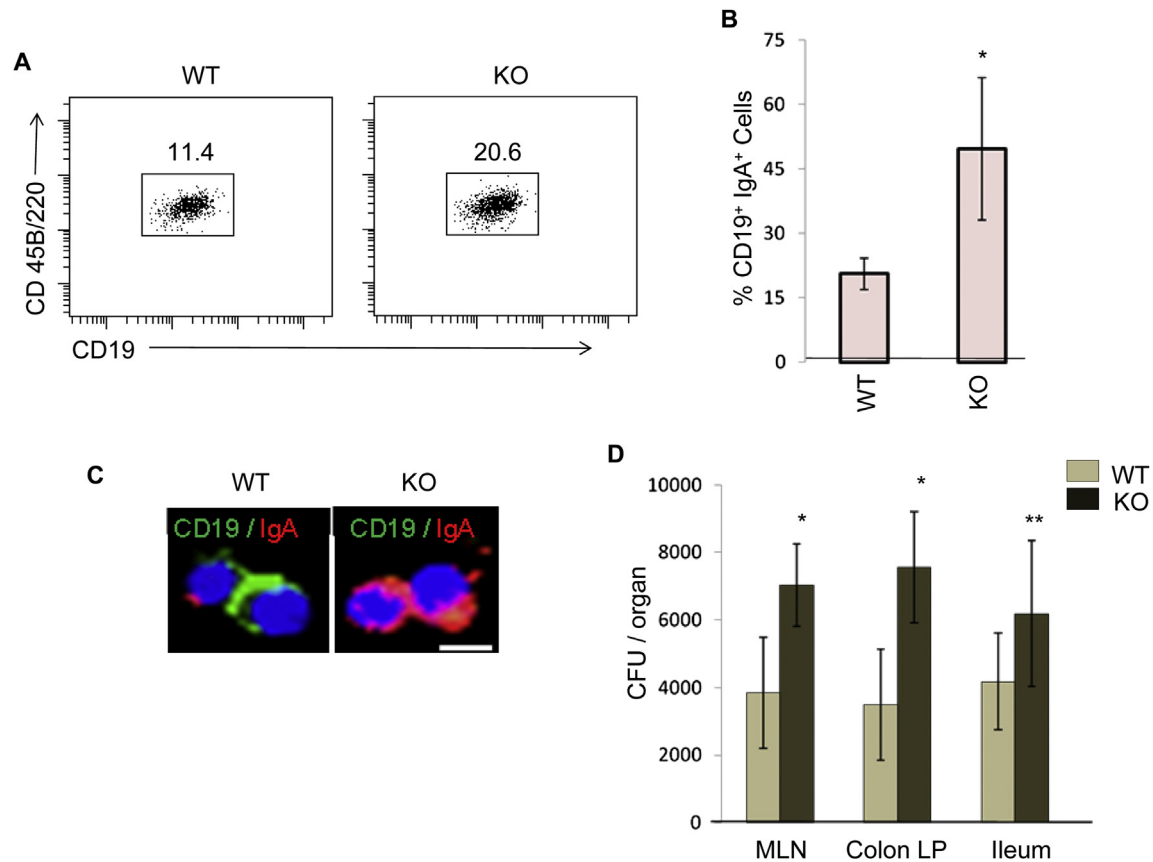 A
WT
KO
11.4
20.6
CD 45B/220
CD19
B
75
60
45
30
15
0
% CD19⁺ IgA⁺ Cells
*
WT
KO
C
WT
KO
CD19 / IgA
CD19 / IgA
D
WT
KO
10000
8000
6000
4000
2000
0
CFU / organ
*
*
**
MLN
Colon LP
Ileum